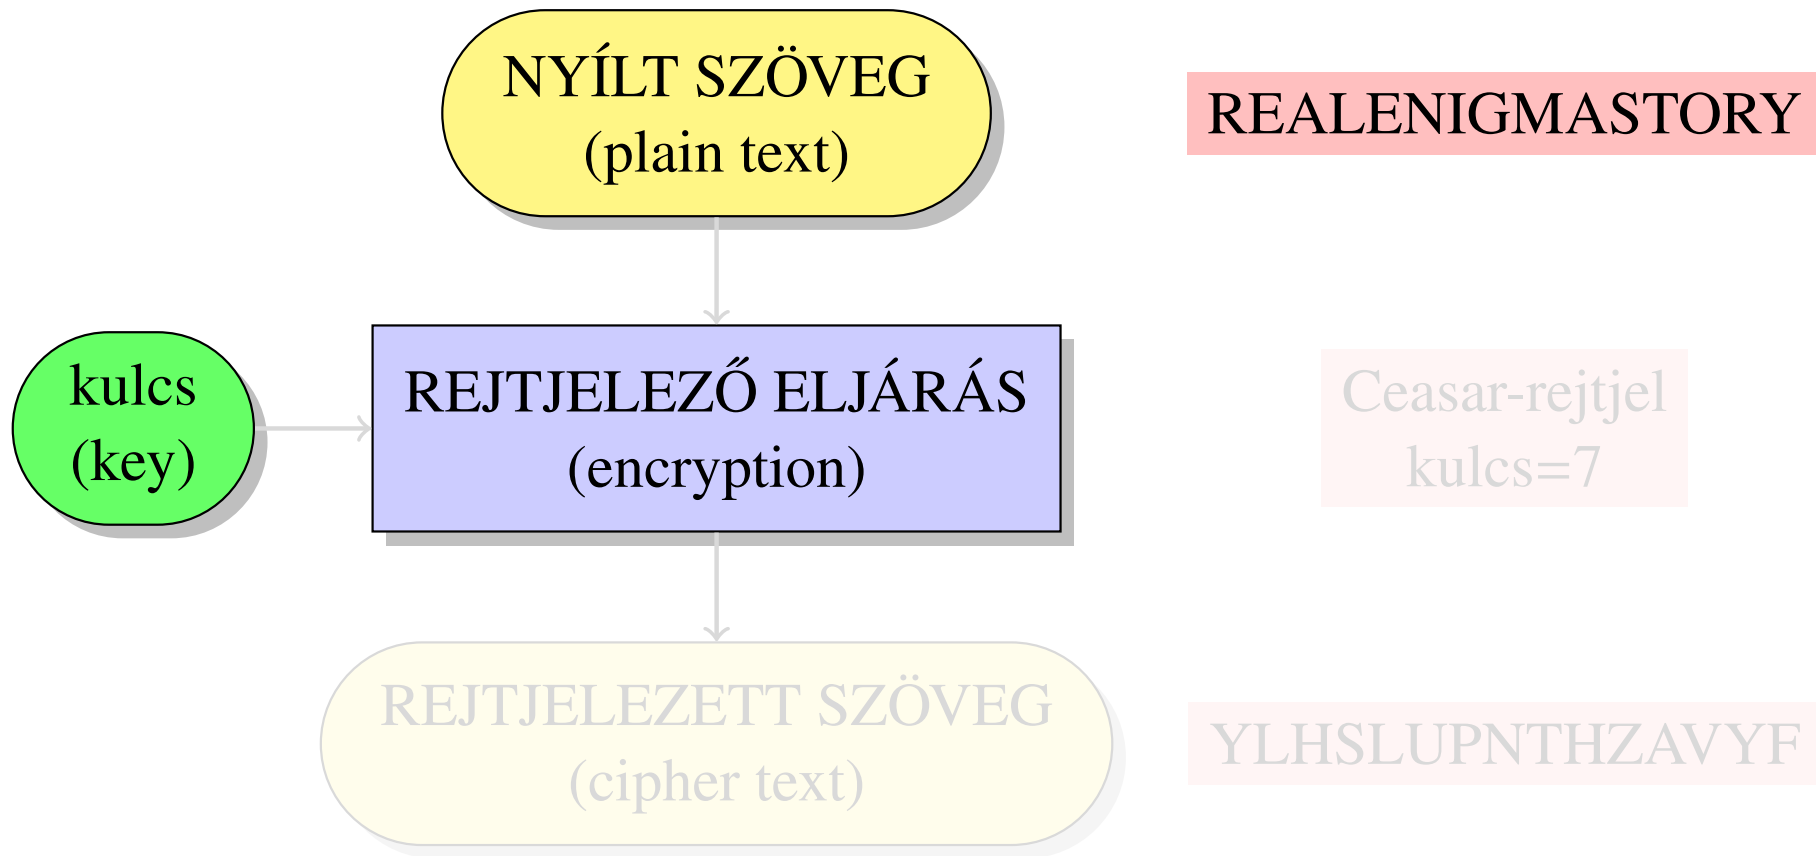 NYÍLT SZÖVEG
(plain text)
REALENIGMASTORY
kulcs
(key)
REJTJELEZŐ ELJÁRÁS
(encryption)
Ceasar-rejtjel
kulcs=7
REJTJELEZETT SZÖVEG
(cipher text)
YLHSLUPNTHZAVYF